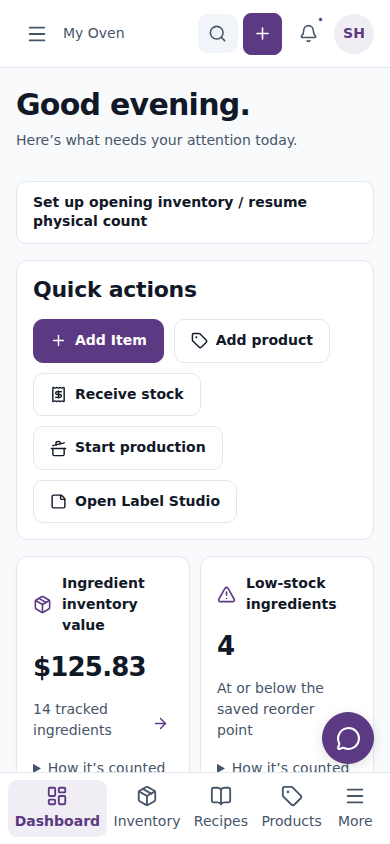 My Oven
SH
Good evening.
Here’s what needs your attention today.
Set up opening inventory / resume
physical count
Quick actions
Add Item
Add product
Receive stock
Start production
Open Label Studio
Ingredient
inventory
value
$125.83
14 tracked
ingredients
How it’s counted
Low-stock
ingredients
4
At or below the
saved reorder
point
How it’s counted
Dashboard
Inventory
Recipes
Products
More